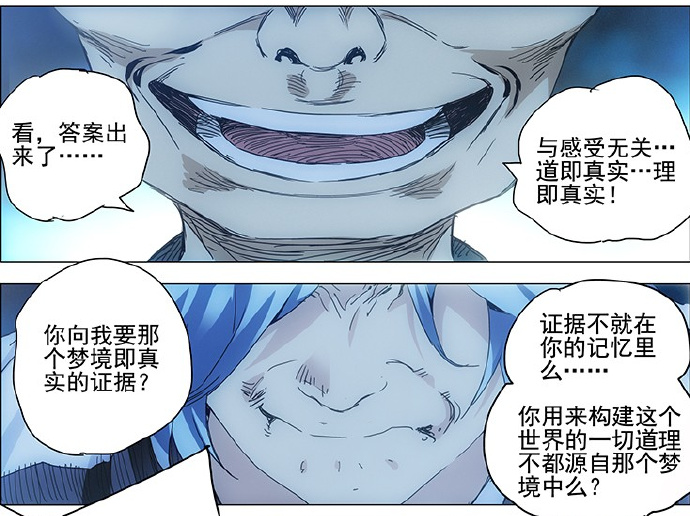 看，答案出
来了……
与感受无关…
道即真实…理
即真实！
你向我要那
个梦境即真
实的证据？
证据不就在
你的记忆里
么……
你用来构建这个
世界的一切道理
不都源自那个梦
境中么？